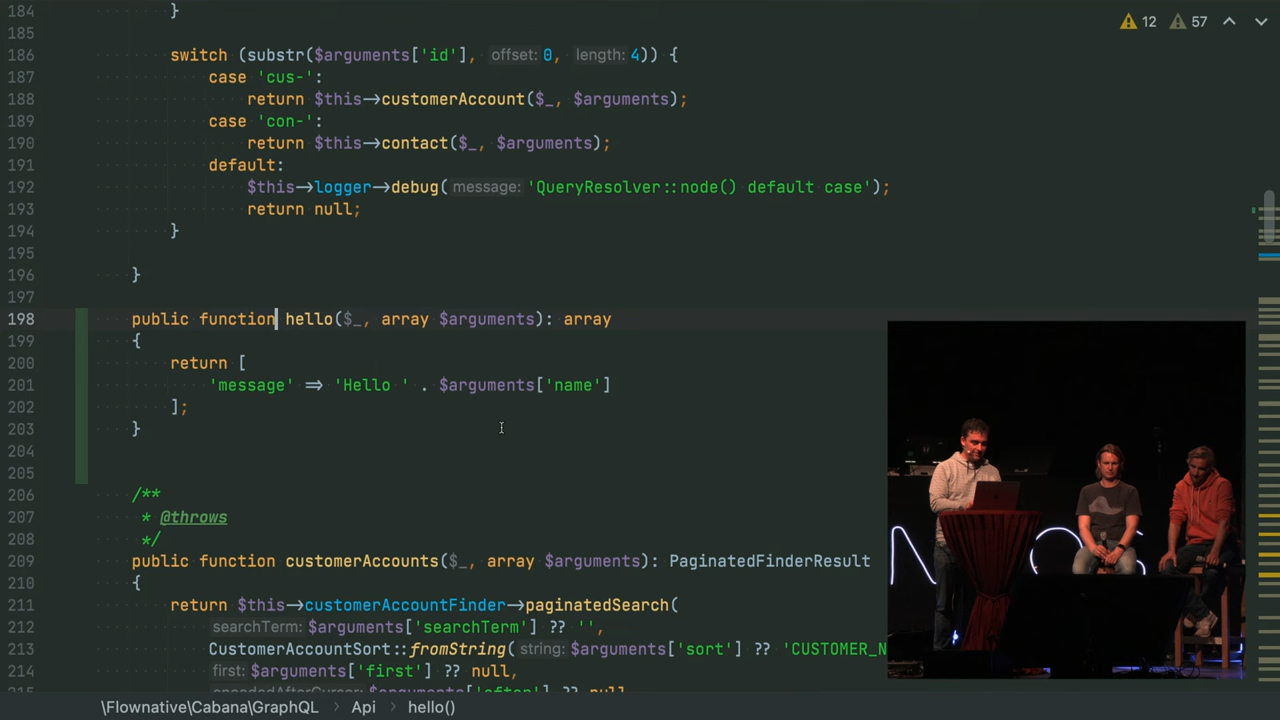 184 }
185
186 switch (substr($arguments['id'], offset: 0, length: 4)) {
187 case 'cus-':
188 return $this→customerAccount($_, $arguments);
189 case 'con-':
190 return $this→contact($_, $arguments);
191 default:
192 $this→logger→debug( message: 'QueryResolver::node() default case');
193 return null;
194 }
195
196 }
197
198 public function hello($_, array $arguments): array
199 {
200 return [
201 'message' ⇒ 'Hello ' . $arguments['name']
202 ];
203 }
204
205
206 /**
207 * @throws
208 */
209 public function customerAccounts($_, array $arguments): PaginatedFinderResult
210 {
211 return $this→customerAccountFinder→paginatedSearch(
212 searchTerm: $arguments['searchTerm'] ?? '',
213 CustomerAccountSort::fromString( string: $arguments['sort'] ?? 'CUSTOMER_N
214 first: $arguments['first'] ?? null,
215 encodedAfterCursor: $arguments['after'] ?? null
12 57
\Flownative\Cabana\GraphQL > Api > hello()